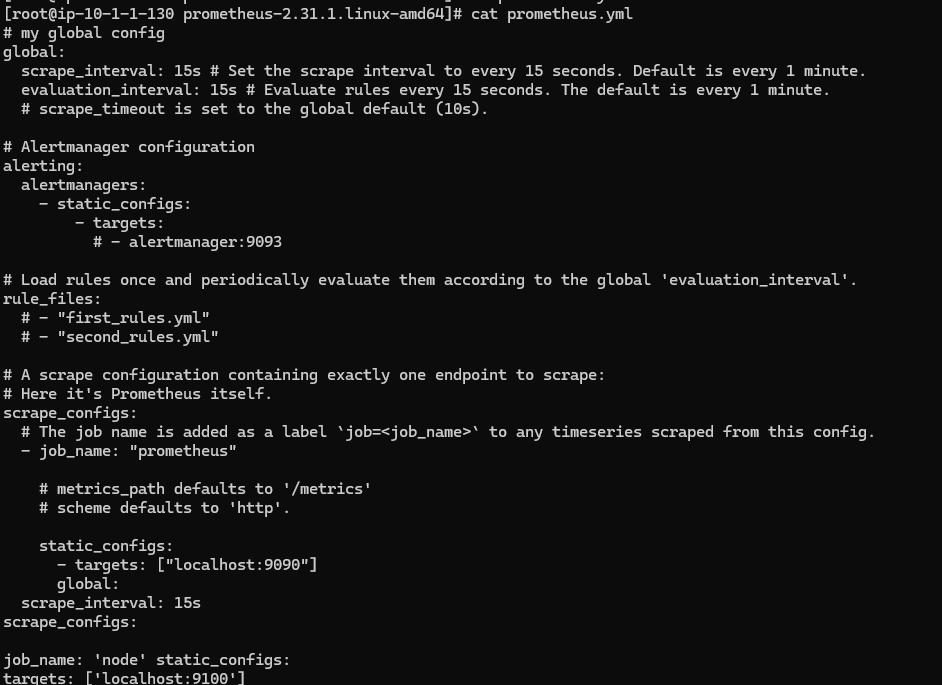 [root@ip-10-1-1-130 prometheus-2.31.1.linux-amd64]# cat prometheus.yml
# my global config
global:
  scrape_interval: 15s # Set the scrape interval to every 15 seconds. Default is every 1 minute.
  evaluation_interval: 15s # Evaluate rules every 15 seconds. The default is every 1 minute.
  # scrape_timeout is set to the global default (10s).

# Alertmanager configuration
alerting:
  alertmanagers:
    - static_configs:
        - targets:
          # - alertmanager:9093

# Load rules once and periodically evaluate them according to the global 'evaluation_interval'.
rule_files:
  # - "first_rules.yml"
  # - "second_rules.yml"

# A scrape configuration containing exactly one endpoint to scrape:
# Here it's Prometheus itself.
scrape_configs:
  # The job name is added as a label `job=<job_name>` to any timeseries scraped from this config.
  - job_name: "prometheus"

    # metrics_path defaults to '/metrics'
    # scheme defaults to 'http'.

    static_configs:
      - targets: ["localhost:9090"]
      global:
  scrape_interval: 15s
scrape_configs:

job_name: 'node' static_configs:
targets: ['localhost:9100']